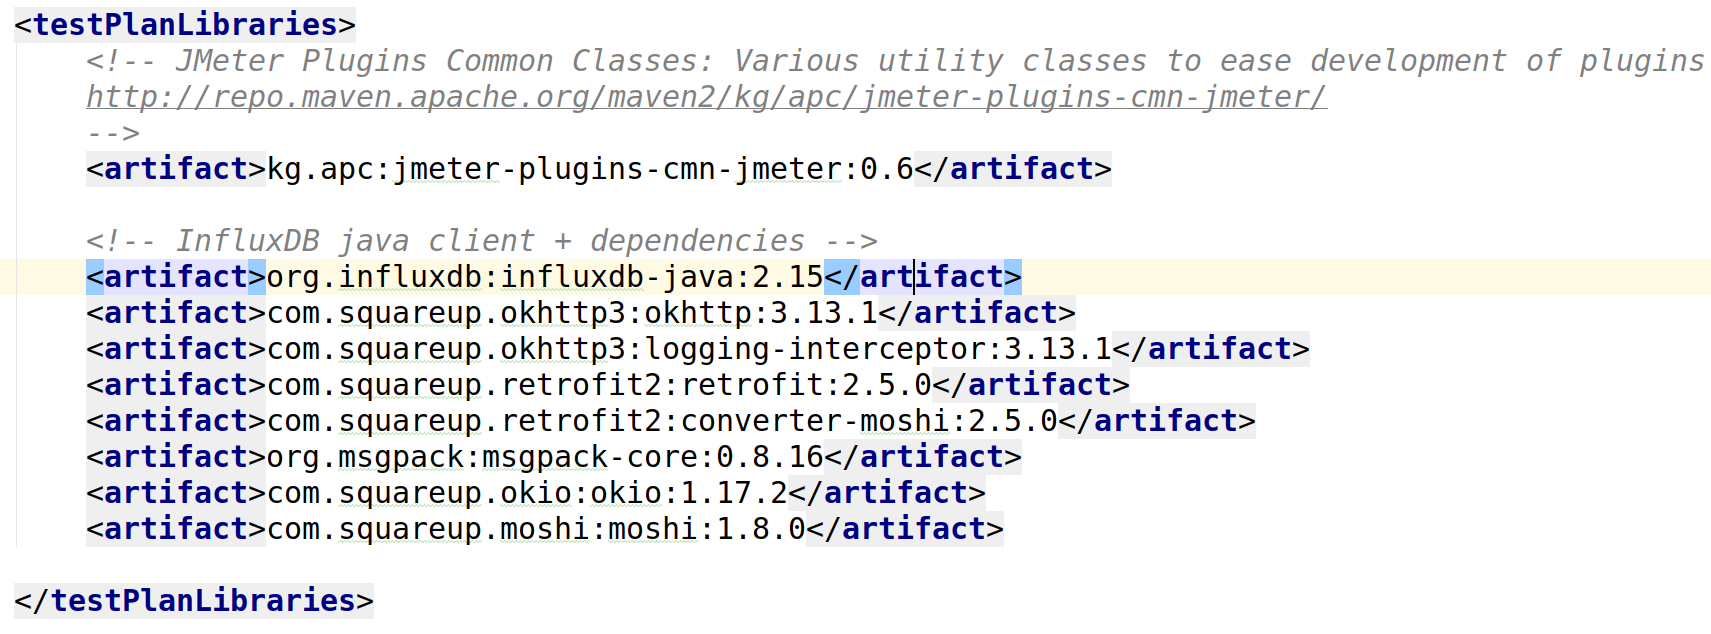 <testPlanLibraries>
<!-- JMeter Plugins Common Classes: Various utility classes to ease development of plugins
http://repo.maven.apache.org/maven2/kg/apc/jmeter-plugins-cmn-jmeter/
-->
<artifact>kg.apc:jmeter-plugins-cmn-jmeter:0.6</artifact>
<!-- InfluxDB java client + dependencies -->
<artifact>org.influxdb:influxdb-java:2.15</artifact>
<artifact>com.squareup.okhttp3:okhttp:3.13.1</artifact>
<artifact>com.squareup.okhttp3:logging-interceptor:3.13.1</artifact>
<artifact>com.squareup.retrofit2:retrofit:2.5.0</artifact>
<artifact>com.squareup.retrofit2:converter-moshi:2.5.0</artifact>
<artifact>org.msgpack:msgpack-core:0.8.16</artifact>
<artifact>com.squareup.okio:okio:1.17.2</artifact>
<artifact>com.squareup.moshi:moshi:1.8.0</artifact>
</testPlanLibraries>